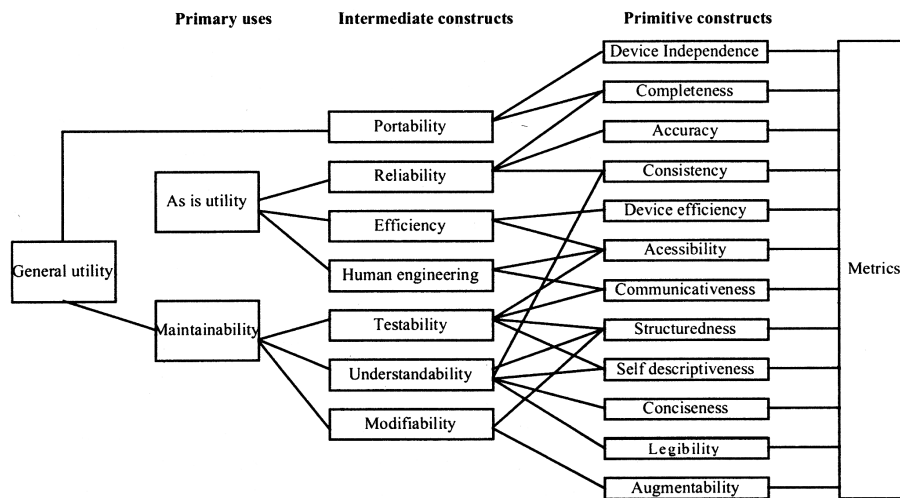 Primary uses
Intermediate constructs
Primitive constructs
General utility
As is utility
Maintainability
Portability
Reliability
Efficiency
Human engineering
Testability
Understandability
Modifiability
Device Independence
Completeness
Accuracy
Consistency
Device efficiency
Acessibility
Communicativeness
Structuredness
Self descriptiveness
Conciseness
Legibility
Augmentability
Metrics